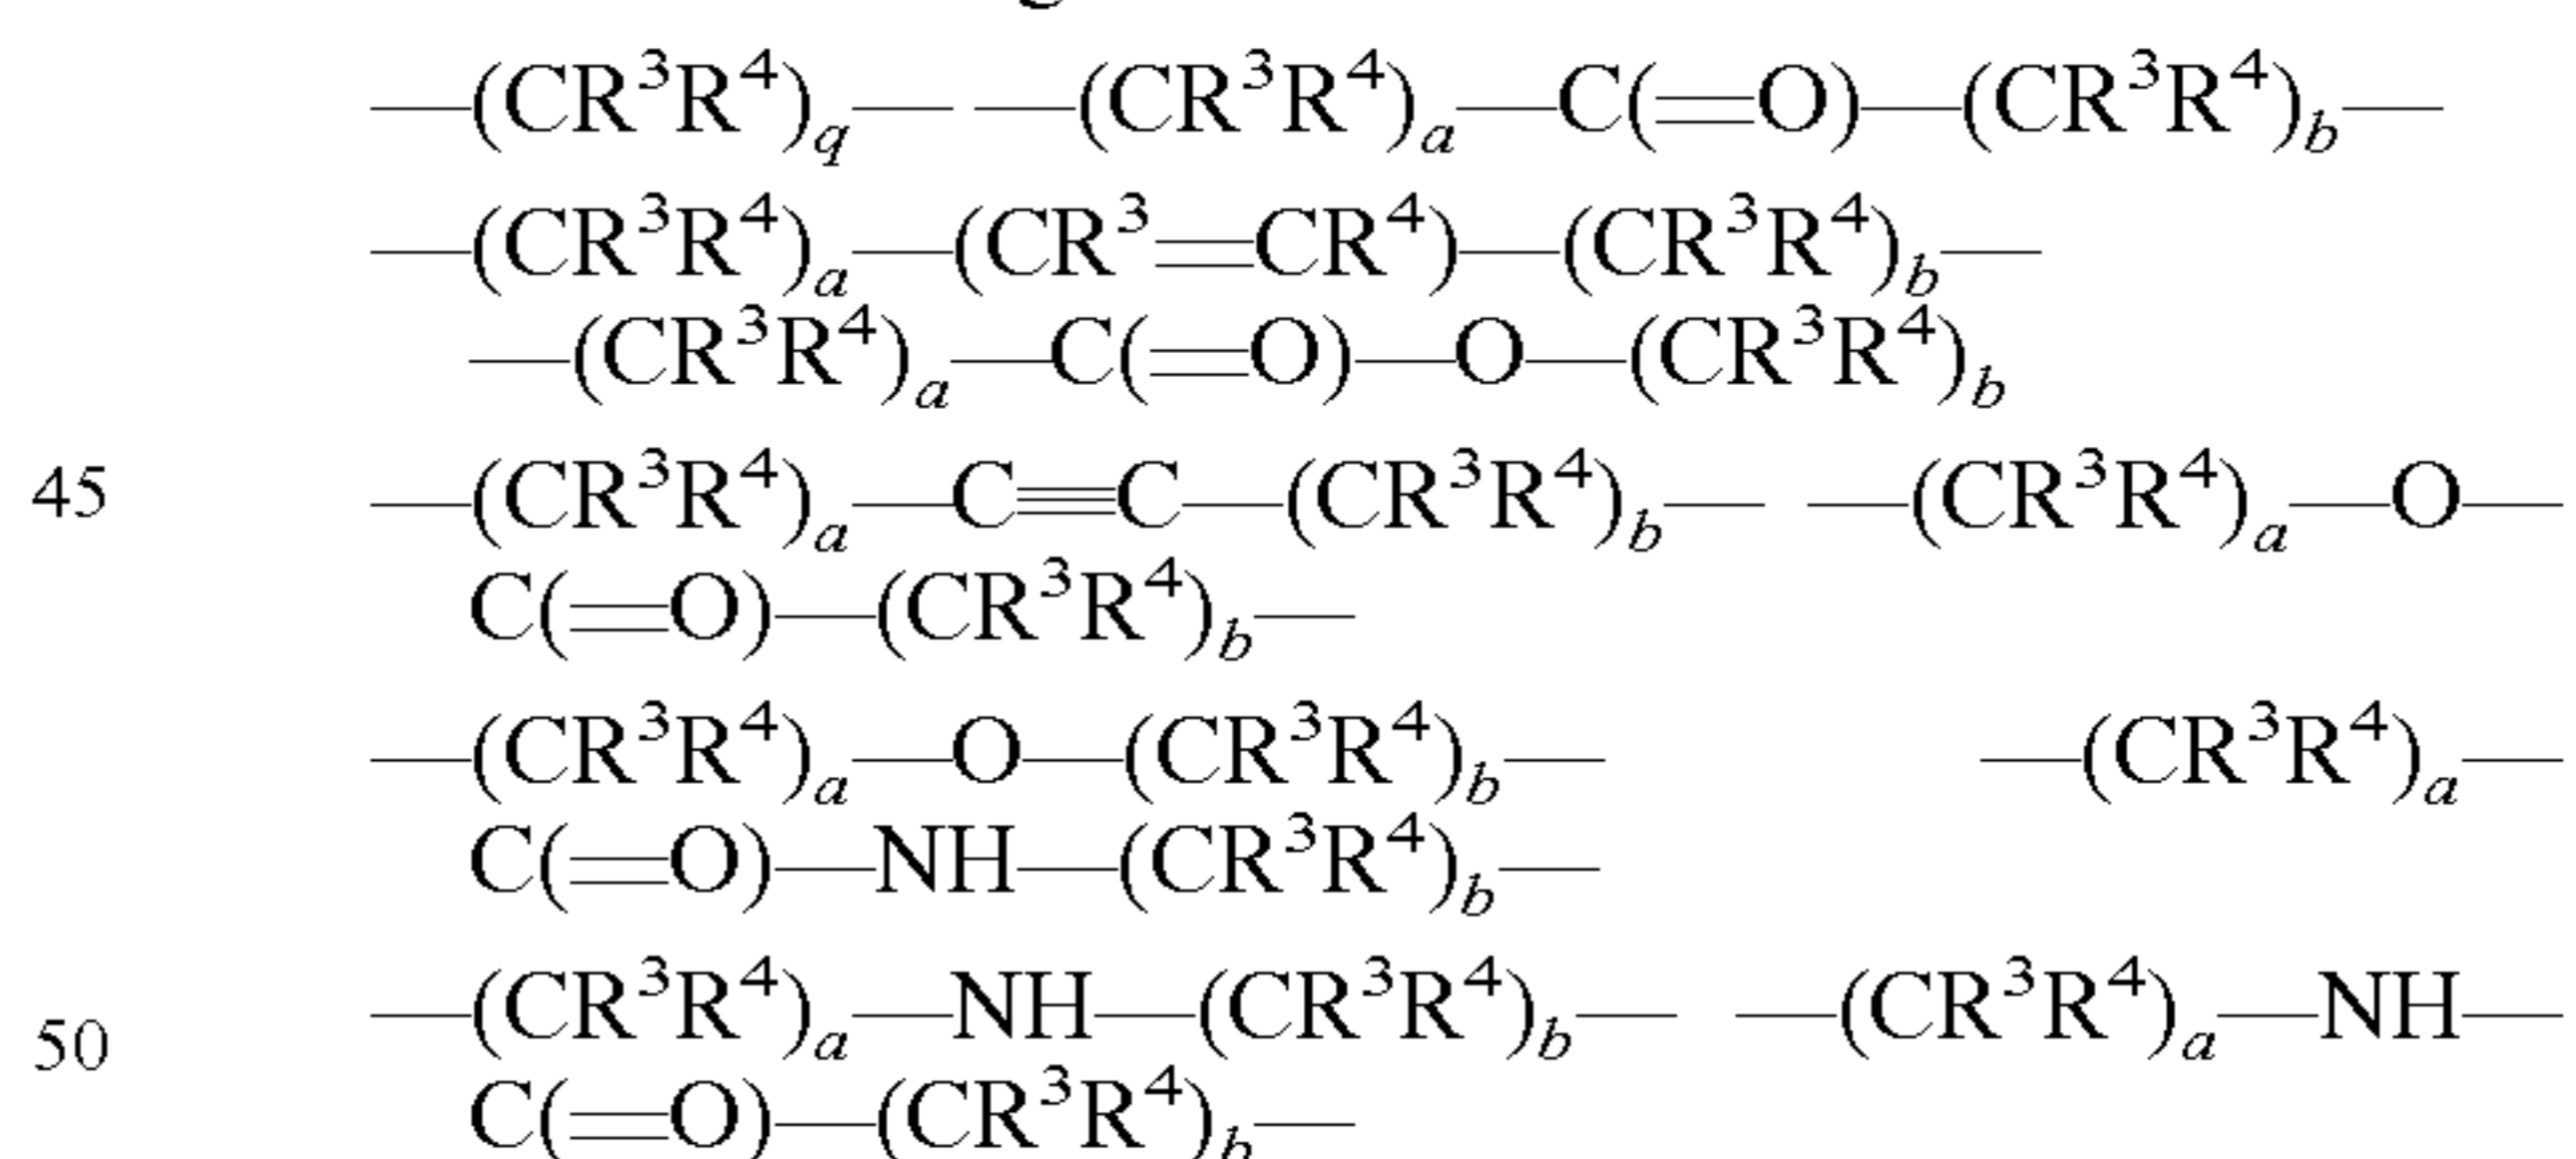 —(CR³R⁴)q— —(CR³R⁴)a—C(=O)—(CR³R⁴)b—
—(CR³R⁴)a—(CR³=CR⁴)—(CR³R⁴)b—
—(CR³R⁴)a—C(=O)—O—(CR³R⁴)b
45 —(CR³R⁴)a—C≡C—(CR³R⁴)b— —(CR³R⁴)a—O—
C(=O)—(CR³R⁴)b—
—(CR³R⁴)a—O—(CR³R⁴)b— —(CR³R⁴)a—
C(=O)—NH—(CR³R⁴)b—
50 —(CR³R⁴)a—NH—(CR³R⁴)b— —(CR³R⁴)a—NH—
C(=O)—(CR³R⁴)b—